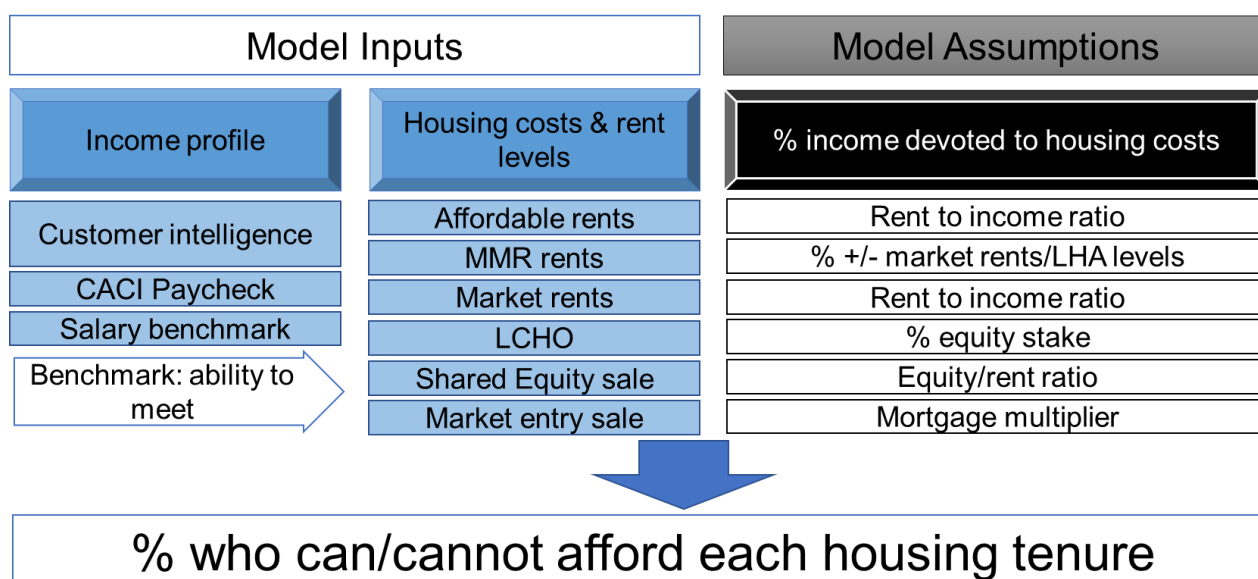 Model Inputs
Model Assumptions
Income profile
Housing costs & rent
levels
% income devoted to housing costs
Customer intelligence
CACI Paycheck
Salary benchmark
Benchmark: ability to
meet
Affordable rents
MMR rents
Market rents
LCHO
Shared Equity sale
Market entry sale
Rent to income ratio
% +/- market rents/LHA levels
Rent to income ratio
% equity stake
Equity/rent ratio
Mortgage multiplier
% who can/cannot afford each housing tenure